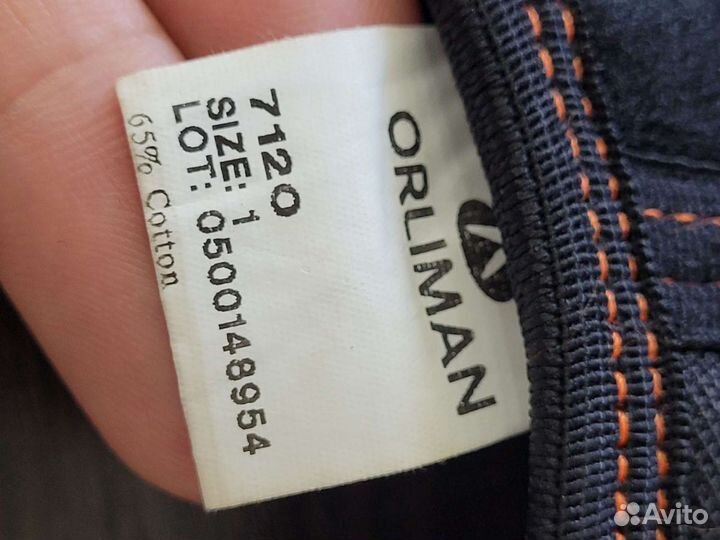 ORLIMAN
7120
SIZE: 1
LOT: 0500148954
65% Cotton
Avito